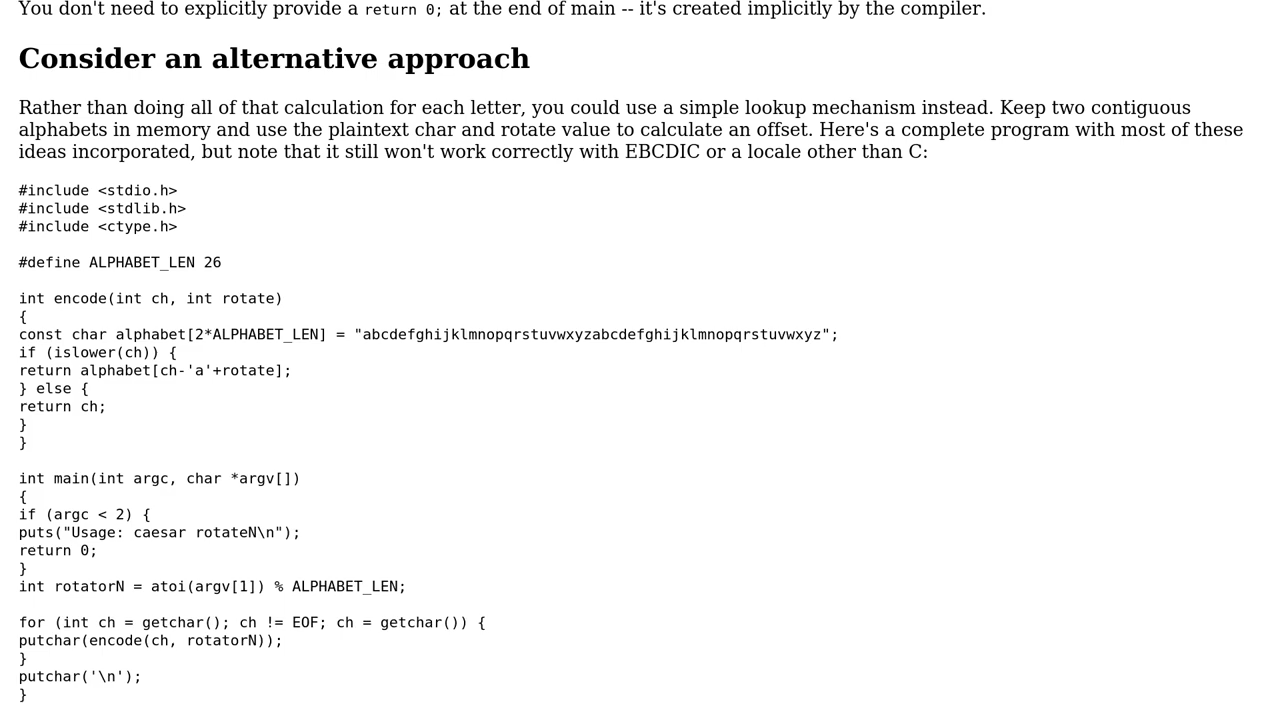 You don't need to explicitly provide a return 0; at the end of main -- it's created implicitly by the compiler.
Consider an alternative approach
Rather than doing all of that calculation for each letter, you could use a simple lookup mechanism instead. Keep two contiguous
alphabets in memory and use the plaintext char and rotate value to calculate an offset. Here's a complete program with most of these
ideas incorporated, but note that it still won't work correctly with EBCDIC or a locale other than C:
#include <stdio.h>
#include <stdlib.h>
#include <ctype.h>
#define ALPHABET_LEN 26
int encode(int ch, int rotate)
{
const char alphabet[2*ALPHABET_LEN] = "abcdefghijklmnopqrstuvwxyzabcdefghijklmnopqrstuvwxyz";
if (islower(ch)) {
return alphabet[ch-'a'+rotate];
} else {
return ch;
}
}
int main(int argc, char *argv[])
{
if (argc < 2) {
puts("Usage: caesar rotateN\n");
return 0;
}
int rotatorN = atoi(argv[1]) % ALPHABET_LEN;
for (int ch = getchar(); ch != EOF; ch = getchar()) {
putchar(encode(ch, rotatorN));
}
putchar('\n');
}